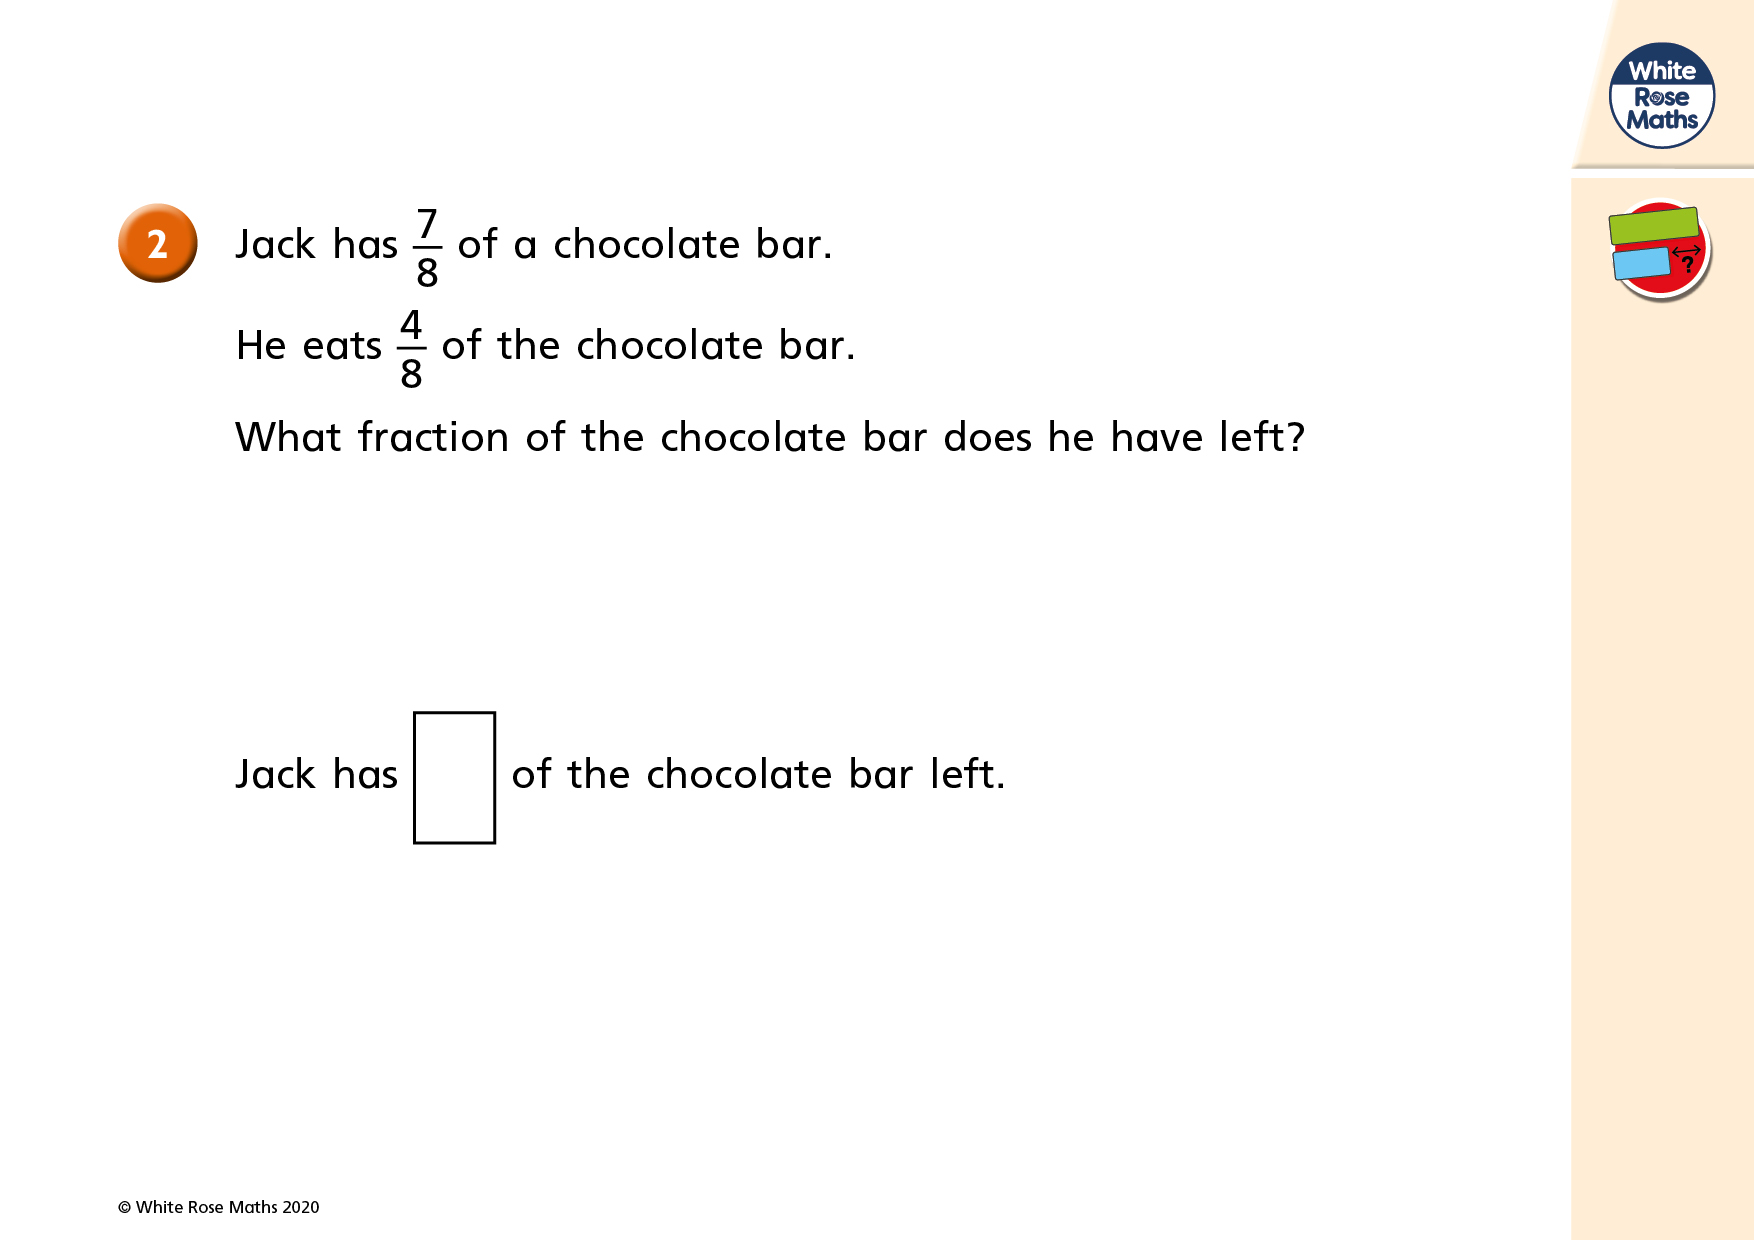 White
Rose
Maths
?
2 Jack has 7/8 of a chocolate bar.
He eats 4/8 of the chocolate bar.
What fraction of the chocolate bar does he have left?
Jack has of the chocolate bar left.
© White Rose Maths 2020